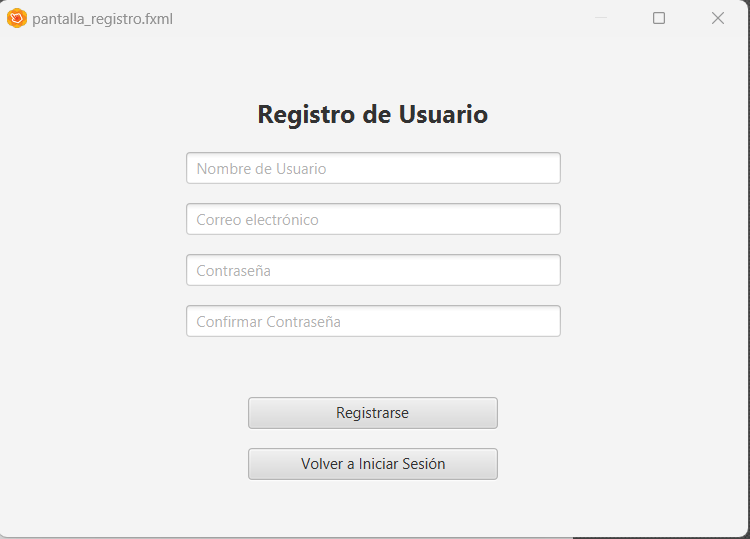 pantalla_registro.fxml
Registro de Usuario
Nombre de Usuario
Correo electrónico
Contraseña
Confirmar Contraseña
Registrarse
Volver a Iniciar Sesión